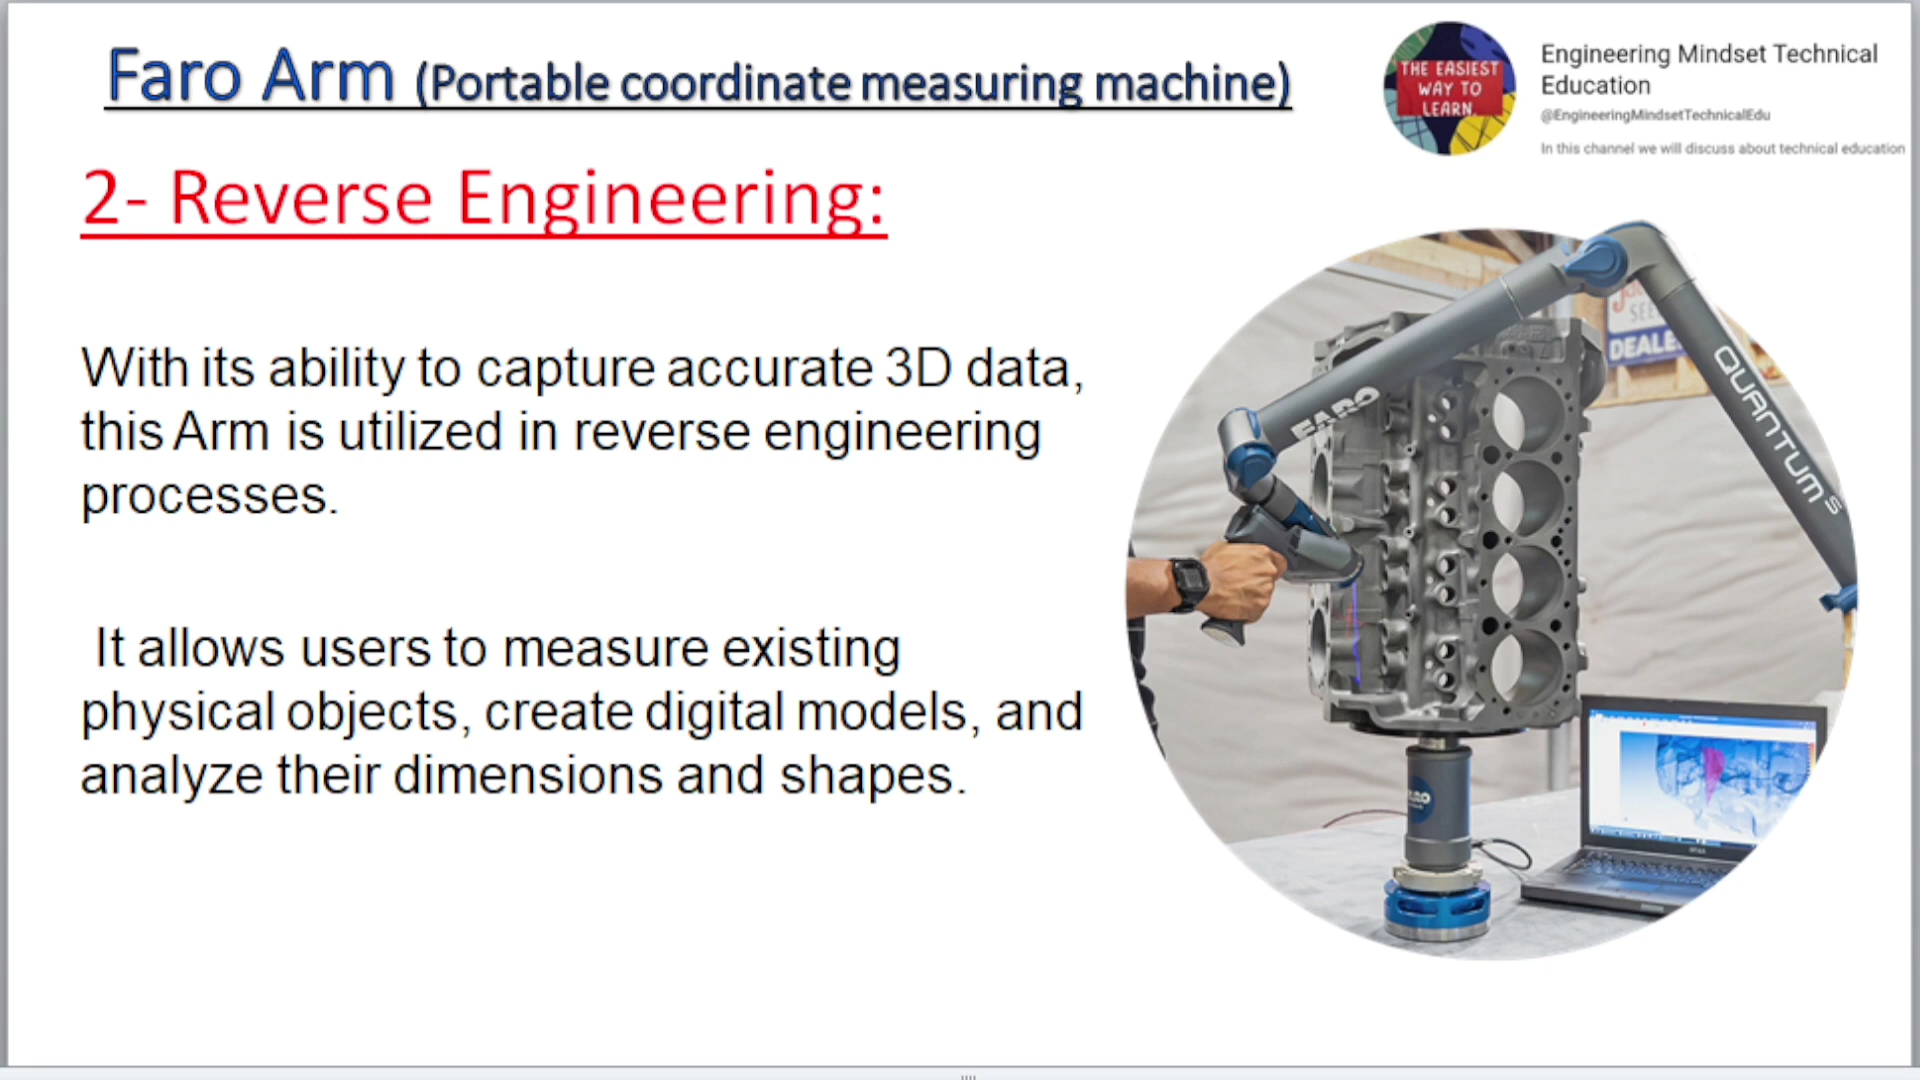 Faro Arm (Portable coordinate measuring machine)
THE EASIEST
WAY TO
LEARN.
Engineering Mindset Technical
Education
@EngineeringMindsetTechnicalEdu
In this channel we will discuss about technical education
2- Reverse Engineering:
With its ability to capture accurate 3D data,
this Arm is utilized in reverse engineering
processes.
It allows users to measure existing
physical objects, create digital models, and
analyze their dimensions and shapes.
FARO
QUANTUM S
DEALE